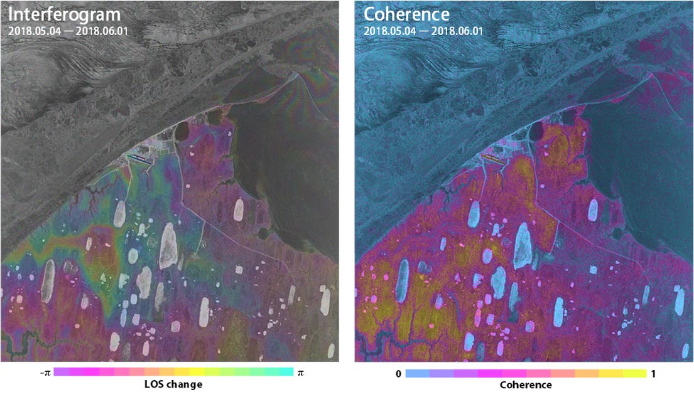 Interferogram
2018.05.04 — 2018.06.01
Coherence
2018.05.04 — 2018.06.01
-π
π
LOS change
0
1
Coherence